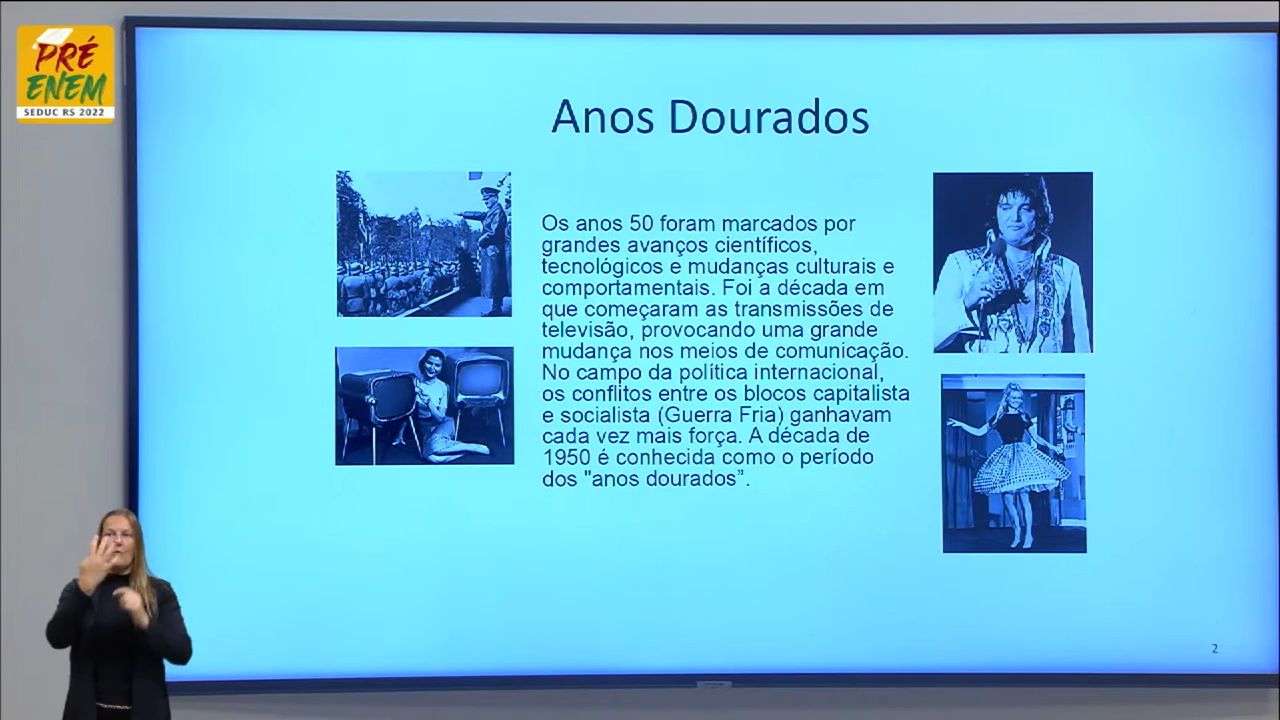 PRÉ
ENEM
SEDUC RS 2022
Anos Dourados
Os anos 50 foram marcados por
grandes avanços científicos,
tecnológicos e mudanças culturais e
comportamentais. Foi a década em
que começaram as transmissões de
televisão, provocando uma grande
mudança nos meios de comunicação.
No campo da política internacional,
os conflitos entre os blocos capitalista
e socialista (Guerra Fria) ganhavam
cada vez mais força. A década de
1950 é conhecida como o período
dos "anos dourados”.
2